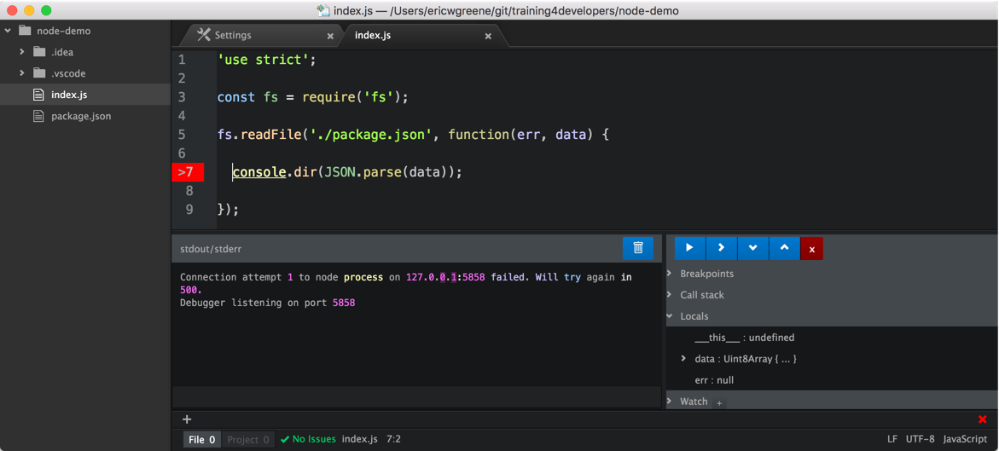 index.js — /Users/ericwgreene/git/training4developers/node-demo
node-demo
.idea
.vscode
index.js
package.json
Settings
index.js
1 'use strict';
2
3 const fs = require('fs');
4
5 fs.readFile('./package.json', function(err, data) {
6
>7 console.dir(JSON.parse(data));
8
9 });
stdout/stderr
Connection attempt 1 to node process on 127.0.0.1:5858 failed. Will try again in
500.
Debugger listening on port 5858
x
Breakpoints
Call stack
Locals
___this___ : undefined
data : Uint8Array { ... }
err : null
Watch +
File 0 Project 0 No Issues index.js 7:2 LF UTF-8 JavaScript